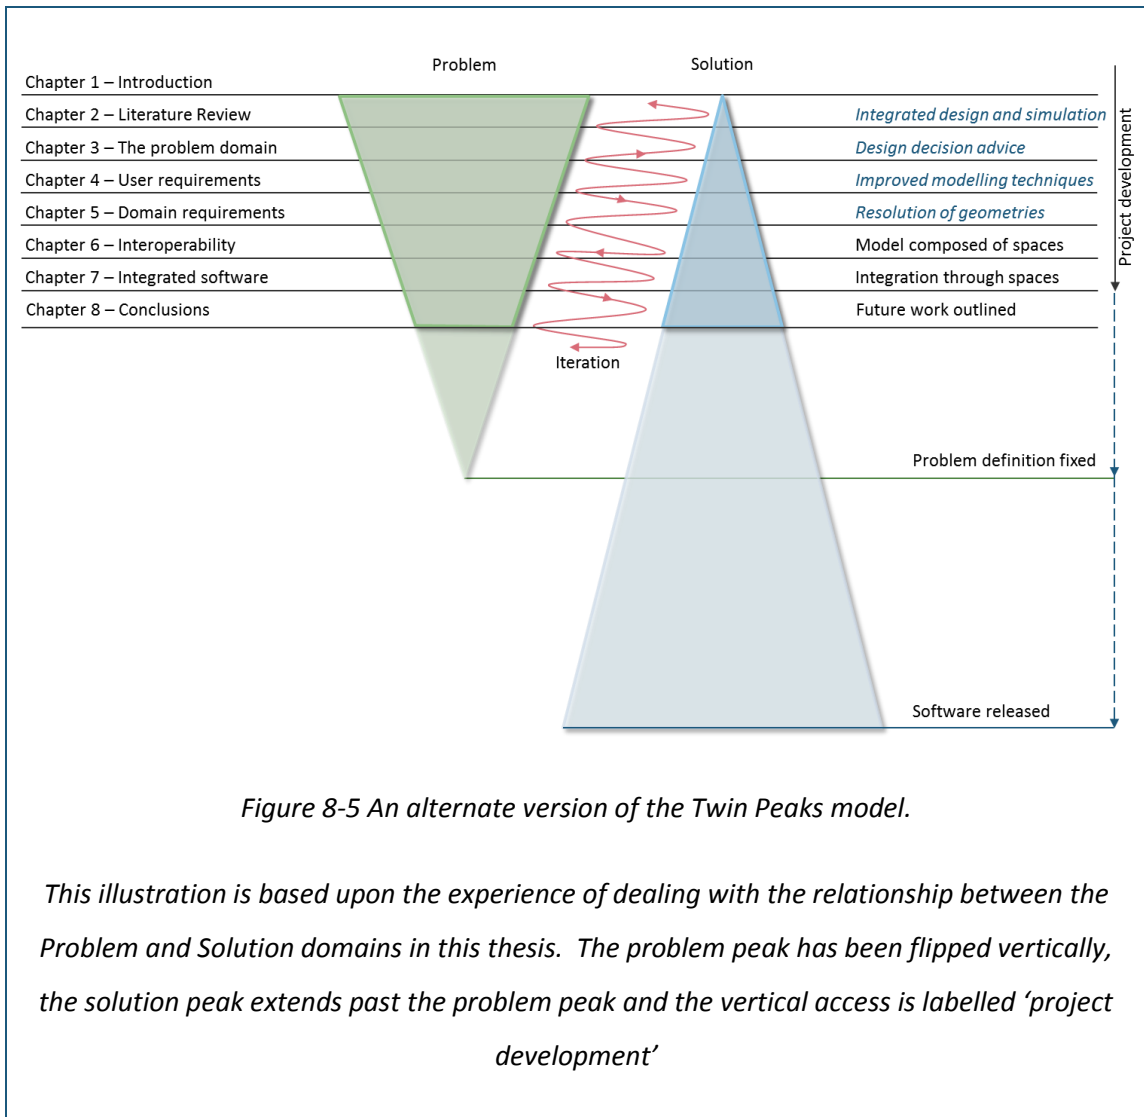 Problem
Solution
Chapter 1 – Introduction
Chapter 2 – Literature Review
Integrated design and simulation
Chapter 3 – The problem domain
Design decision advice
Chapter 4 – User requirements
Improved modelling techniques
Chapter 5 – Domain requirements
Resolution of geometries
Chapter 6 – Interoperability
Model composed of spaces
Chapter 7 – Integrated software
Integration through spaces
Chapter 8 – Conclusions
Future work outlined
Project development
Iteration
Problem definition fixed
Software released
Figure 8-5 An alternate version of the Twin Peaks model.
This illustration is based upon the experience of dealing with the relationship between the
Problem and Solution domains in this thesis.  The problem peak has been flipped vertically,
the solution peak extends past the problem peak and the vertical access is labelled ‘project
development’